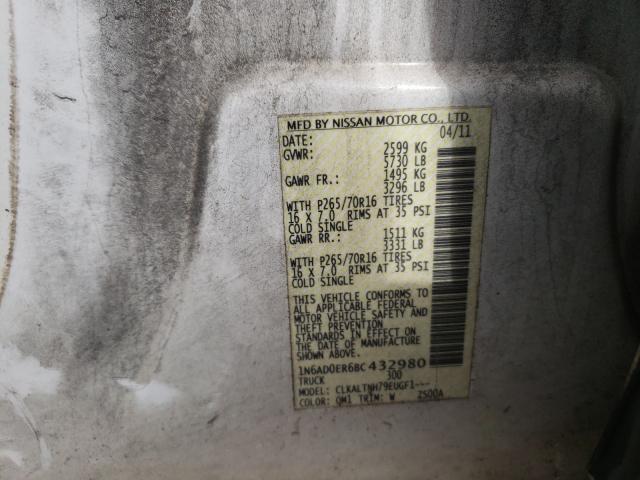 MFD BY NISSAN MOTOR CO., LTD.
DATE: 04/11
GVWR: 2599 KG
5730 LB
GAWR FR.: 1495 KG
3296 LB
WITH P265/70R16 TIRES
16 X 7.0 RIMS AT 35 PSI
COLD SINGLE
GAWR RR.: 1511 KG
3331 LB
WITH P265/70R16 TIRES
16 X 7.0 RIMS AT 35 PSI
COLD SINGLE
THIS VEHICLE CONFORMS TO
ALL APPLICABLE FEDERAL
MOTOR VEHICLE SAFETY AND
THEFT PREVENTION
STANDARDS IN EFFECT ON
THE DATE OF MANUFACTURE
SHOWN ABOVE.
1N6AD0ER6BC432980
TRUCK 300
MODEL: CLKALTNH79EUGF1---
COLOR: QM1 TRIM: W 2500A